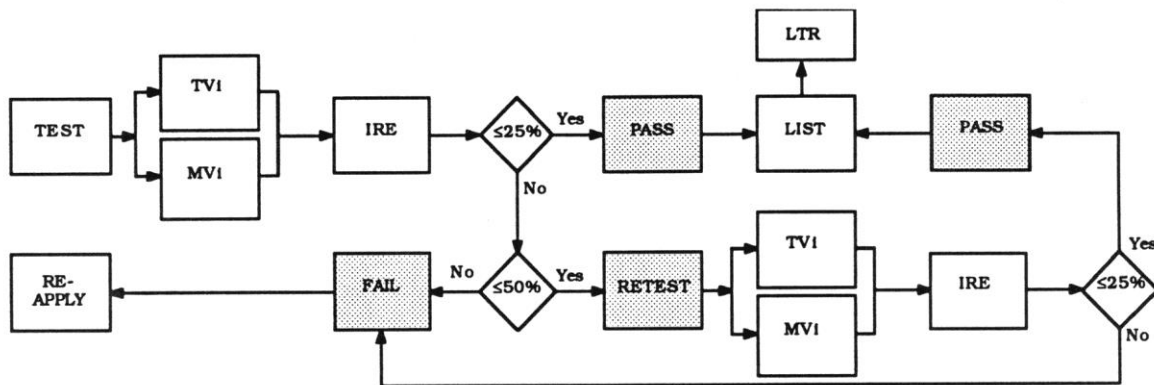 LTR
TVi
TEST
IRE
≤25%
Yes
PASS
LIST
PASS
MVi
No
TVi
Yes
RE-
APPLY
FAIL
No
≤50%
Yes
RETEST
IRE
≤25%
MVi
No